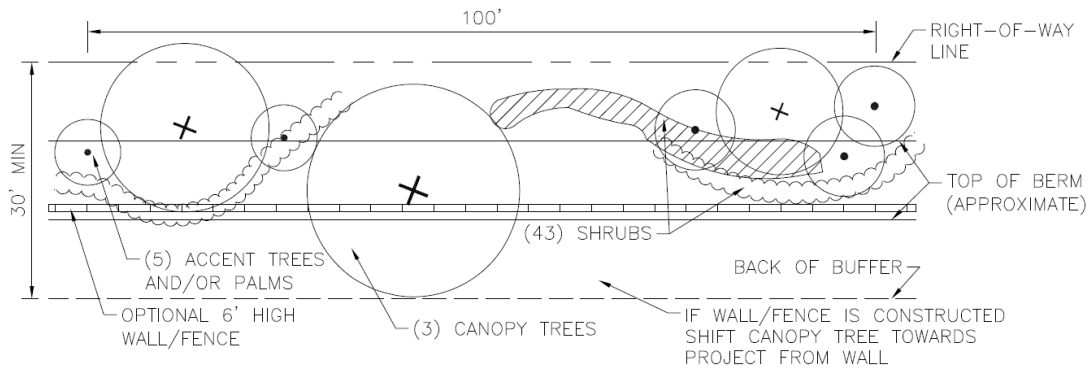 100'
RIGHT-OF-WAY
LINE
30' MIN
TOP OF BERM
(APPROXIMATE)
(43) SHRUBS
(5) ACCENT TREES
AND/OR PALMS
BACK OF BUFFER
OPTIONAL 6' HIGH
WALL/FENCE
(3) CANOPY TREES
IF WALL/FENCE IS CONSTRUCTED
SHIFT CANOPY TREE TOWARDS
PROJECT FROM WALL